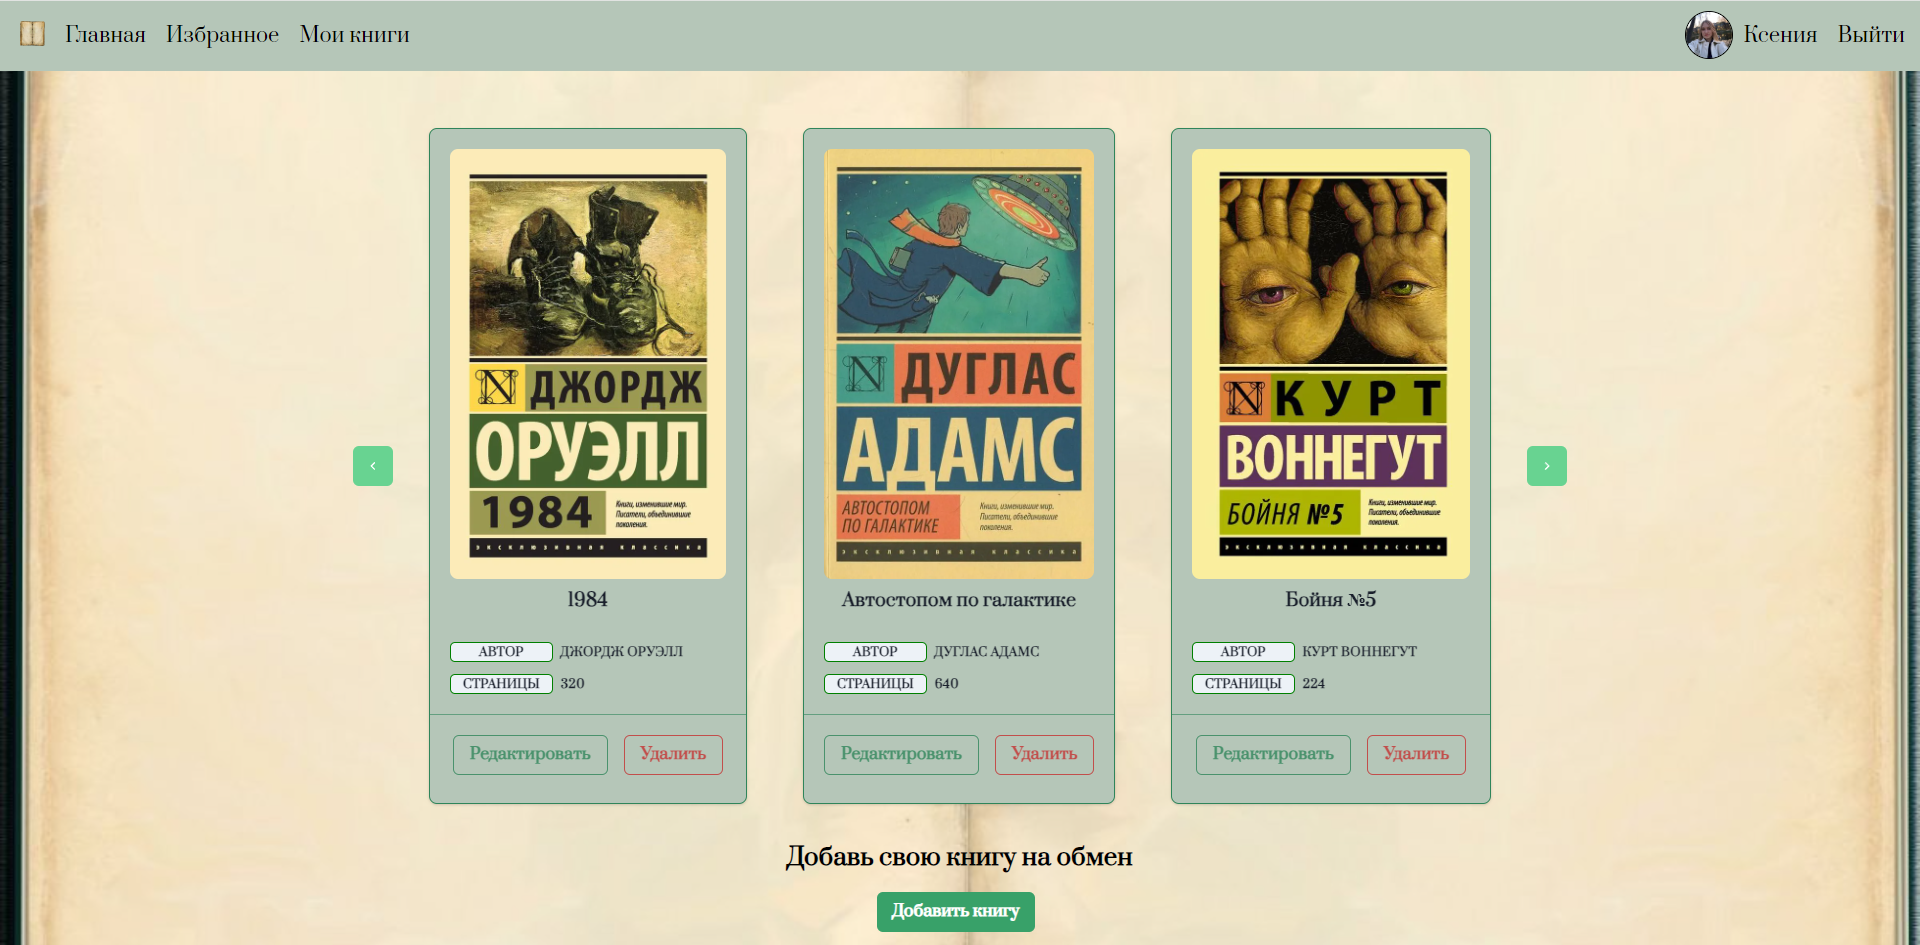 Главная Избранное Мои книги Ксения Выйти
ДЖОРДЖ
ОРУЭЛЛ
1984
Книги, изменившие мир.
Писатели, объединившие
поколения.
эксклюзивная классика
1984
АВТОР ДЖОРДЖ ОРУЭЛЛ
СТРАНИЦЫ 320
Редактировать Удалить
N ДУГЛАС
АДАМС
АВТОСТОПОМ
ПО ГАЛАКТИКЕ
Книги, изменившие мир.
Писатели, объединившие
поколения.
эксклюзивная классика
Автостопом по галактике
АВТОР ДУГЛАС АДАМС
СТРАНИЦЫ 640
Редактировать Удалить
N КУРТ
ВОННЕГУТ
БОЙНЯ №5
Книги, изменившие мир.
Писатели, объединившие
поколения.
эксклюзивная классика
Бойня №5
АВТОР КУРТ ВОННЕГУТ
СТРАНИЦЫ 224
Редактировать Удалить
Добавь свою книгу на обмен
Добавить книгу